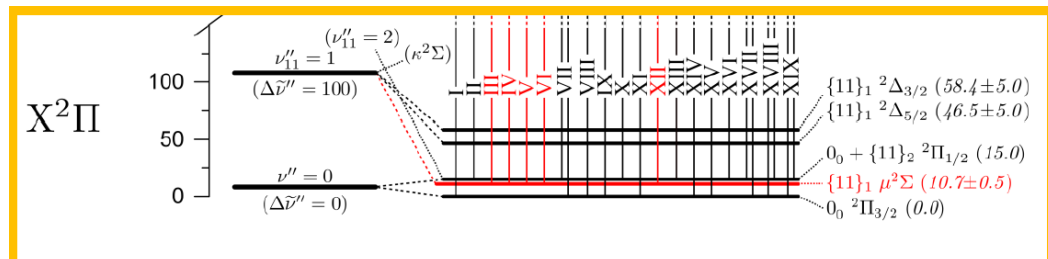 (ν″₁₁ = 2)
ν″₁₁ = 1
(κ²Σ)
(Δν̃″ = 100)
X²Π
100
50
0
ν″ = 0
(Δν̃″ = 0)
I II III IV V VI VII VIII IX X XI XII XIII XIV XV XVI XVII XVIII XIX
{11}₁ ²Δ₃/₂ (58.4±5.0)
{11}₁ ²Δ₅/₂ (46.5±5.0)
0₀ + {11}₂ ²Π₁/₂ (15.0)
{11}₁ μ²Σ (10.7±0.5)
0₀ ²Π₃/₂ (0.0)